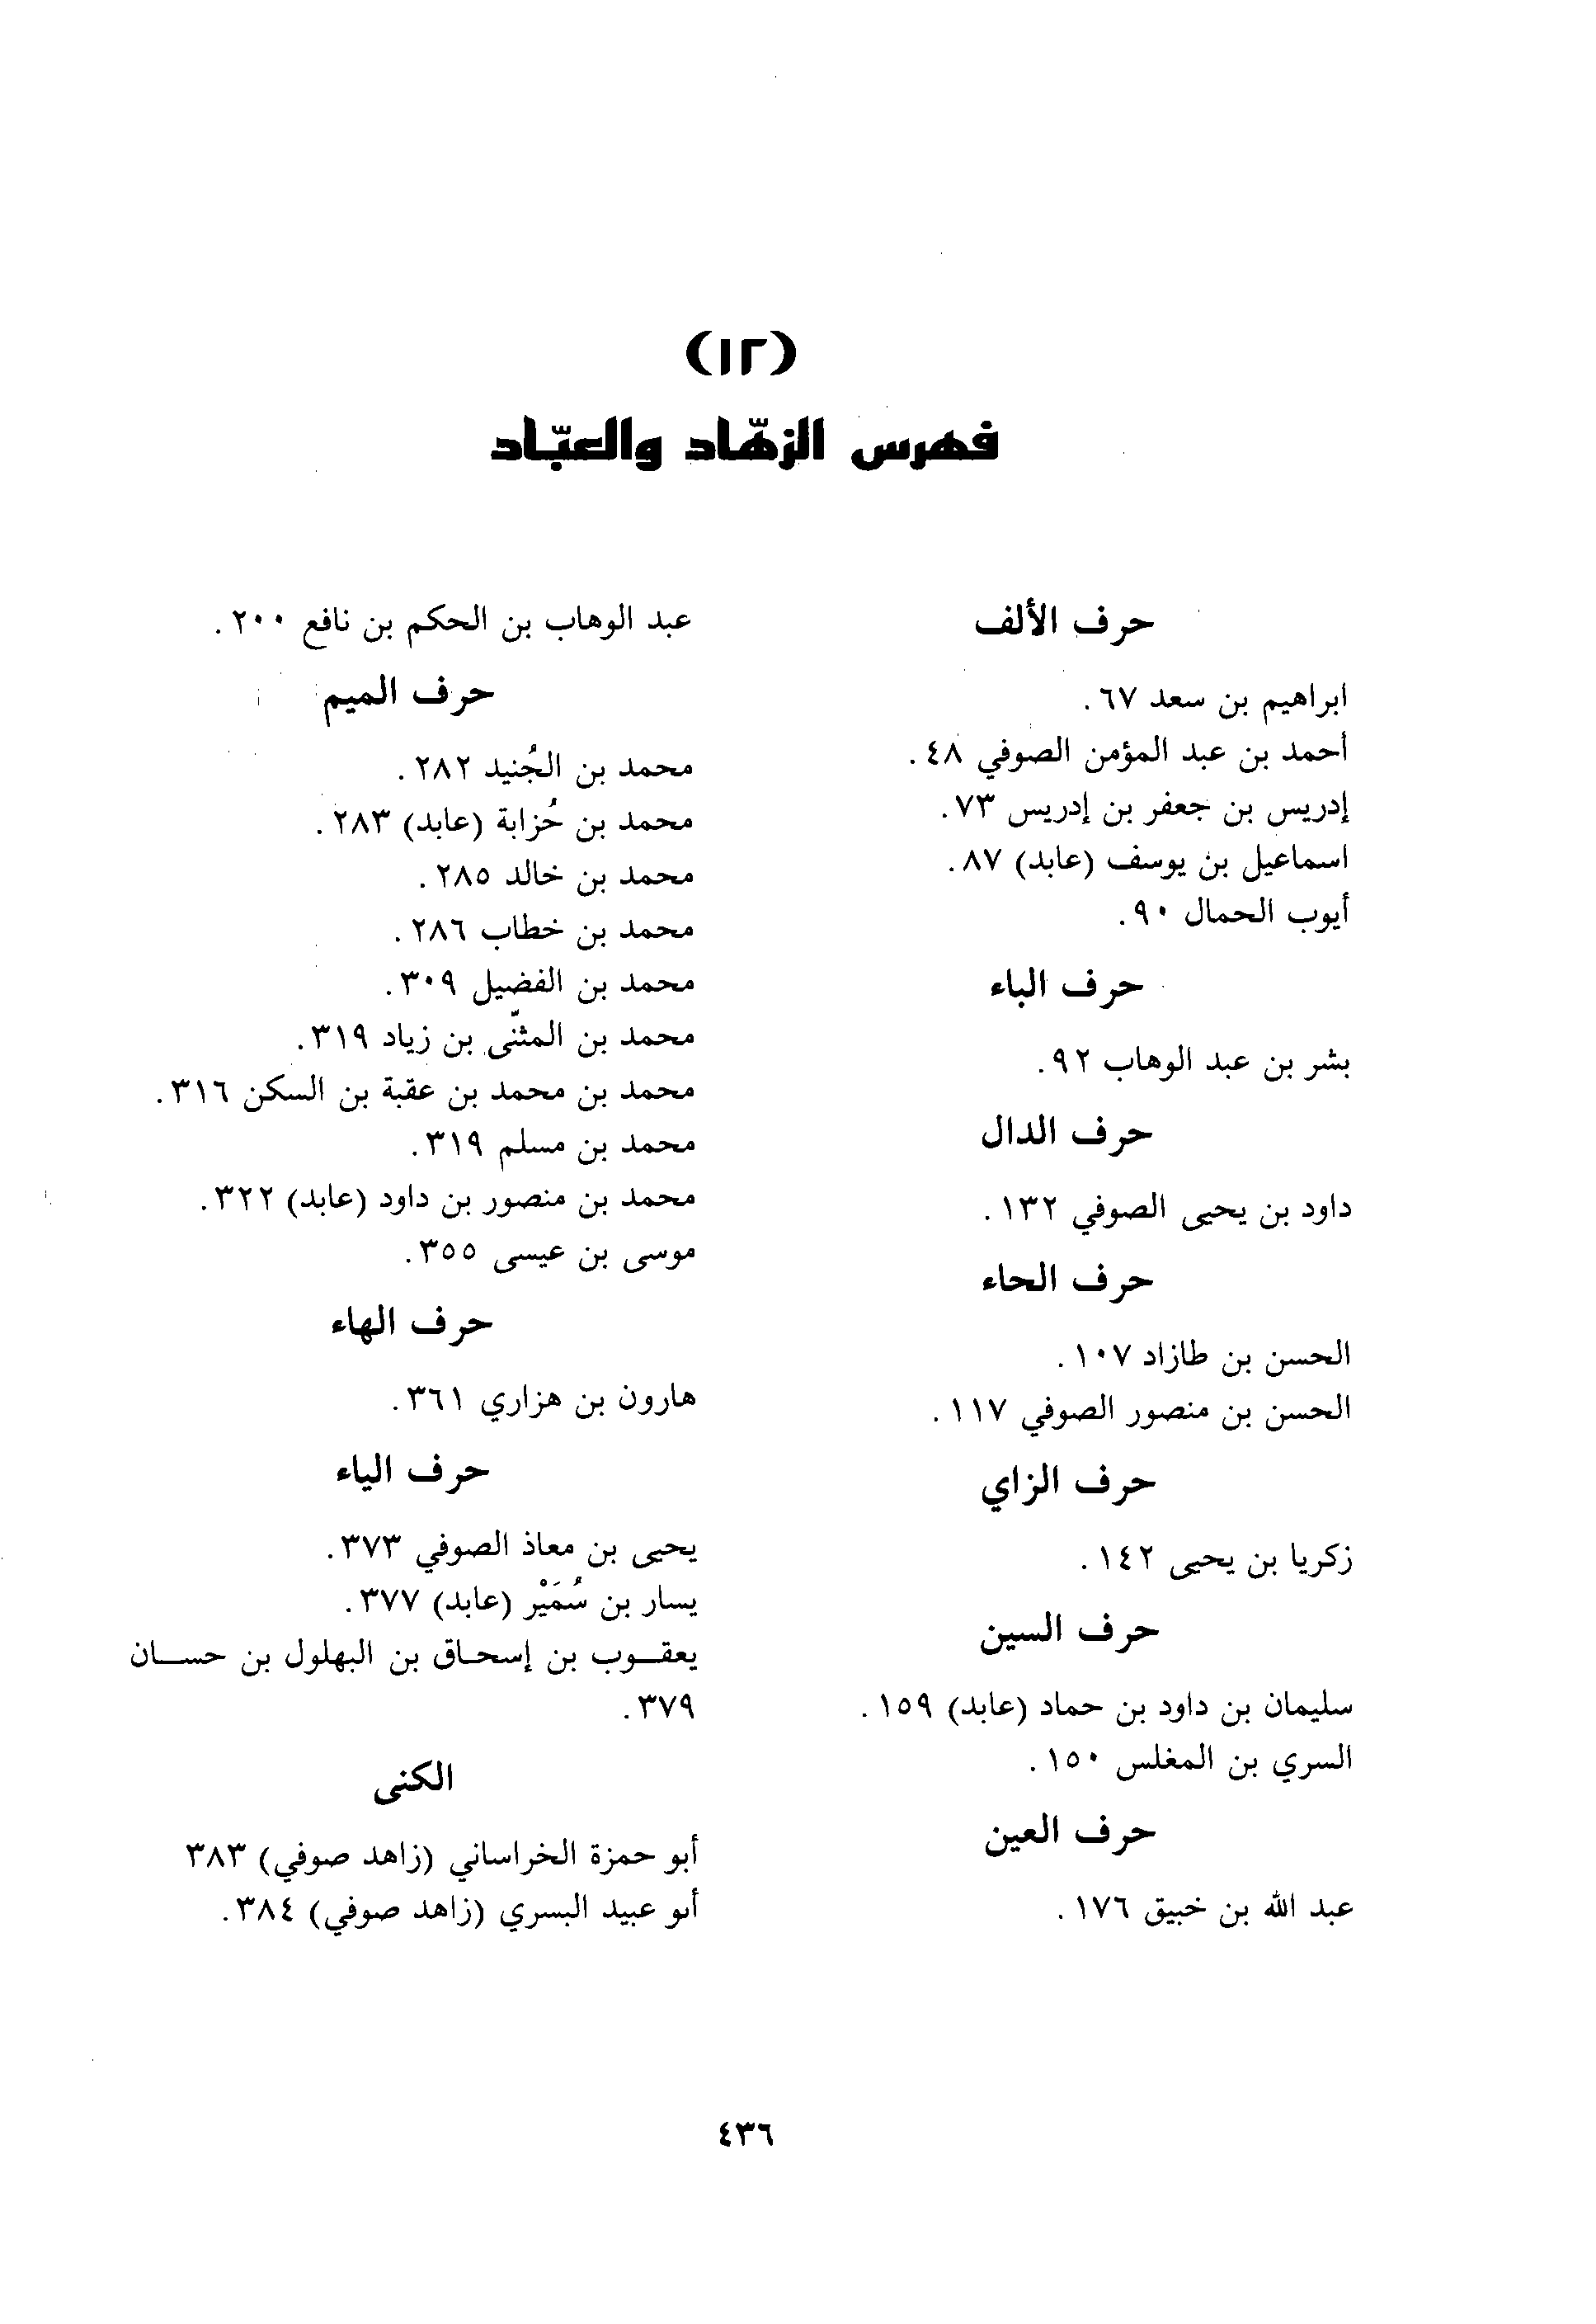 (١٢)
فهرس الزهّاد والعبّاد
حرف الألف
ابراهيم بن سعد ٦٧.
أحمد بن عبد المؤمن الصوفي ٤٨.
إدريس بن جعفر بن إدريس ٧٣.
اسماعيل بن يوسف (عابد) ٨٧.
أيوب الحمال ٩٠.
حرف الباء
بشر بن عبد الوهاب ٩٢.
حرف الدال
داود بن يحيى الصوفي ١٣٢.
حرف الحاء
الحسن بن طازاد ١٠٧.
الحسن بن منصور الصوفي ١١٧.
حرف الزاي
زكريا بن يحيى ١٤٢.
حرف السين
سليمان بن داود بن حماد (عابد) ١٥٩.
السري بن المغلس ١٥٠.
حرف العين
عبد الله بن خبيق ١٧٦.
عبد الوهاب بن الحكم بن نافع ٢٠٠.
حرف الميم
محمد بن الجُنيد ٢٨٢.
محمد بن حُزابة (عابد) ٢٨٣.
محمد بن خالد ٢٨٥.
محمد بن خطاب ٢٨٦.
محمد بن الفضيل ٣٠٩.
محمد بن المثنّى بن زياد ٣١٩.
محمد بن محمد بن عقبة بن السكن ٣١٦.
محمد بن مسلم ٣١٩.
محمد بن منصور بن داود (عابد) ٣٢٢.
موسى بن عيسى ٣٥٥.
حرف الهاء
هارون بن هزاري ٣٦١.
حرف الياء
يحيى بن معاذ الصوفي ٣٧٣.
يسار بن سُمَيْر (عابد) ٣٧٧.
يعقــوب بن إسحـاق بن البهلول بن حســان
٣٧٩.
الكنى
أبو حمزة الخراساني (زاهد صوفي) ٣٨٣
أبو عبيد البسري (زاهد صوفي) ٣٨٤.
٤٣٦